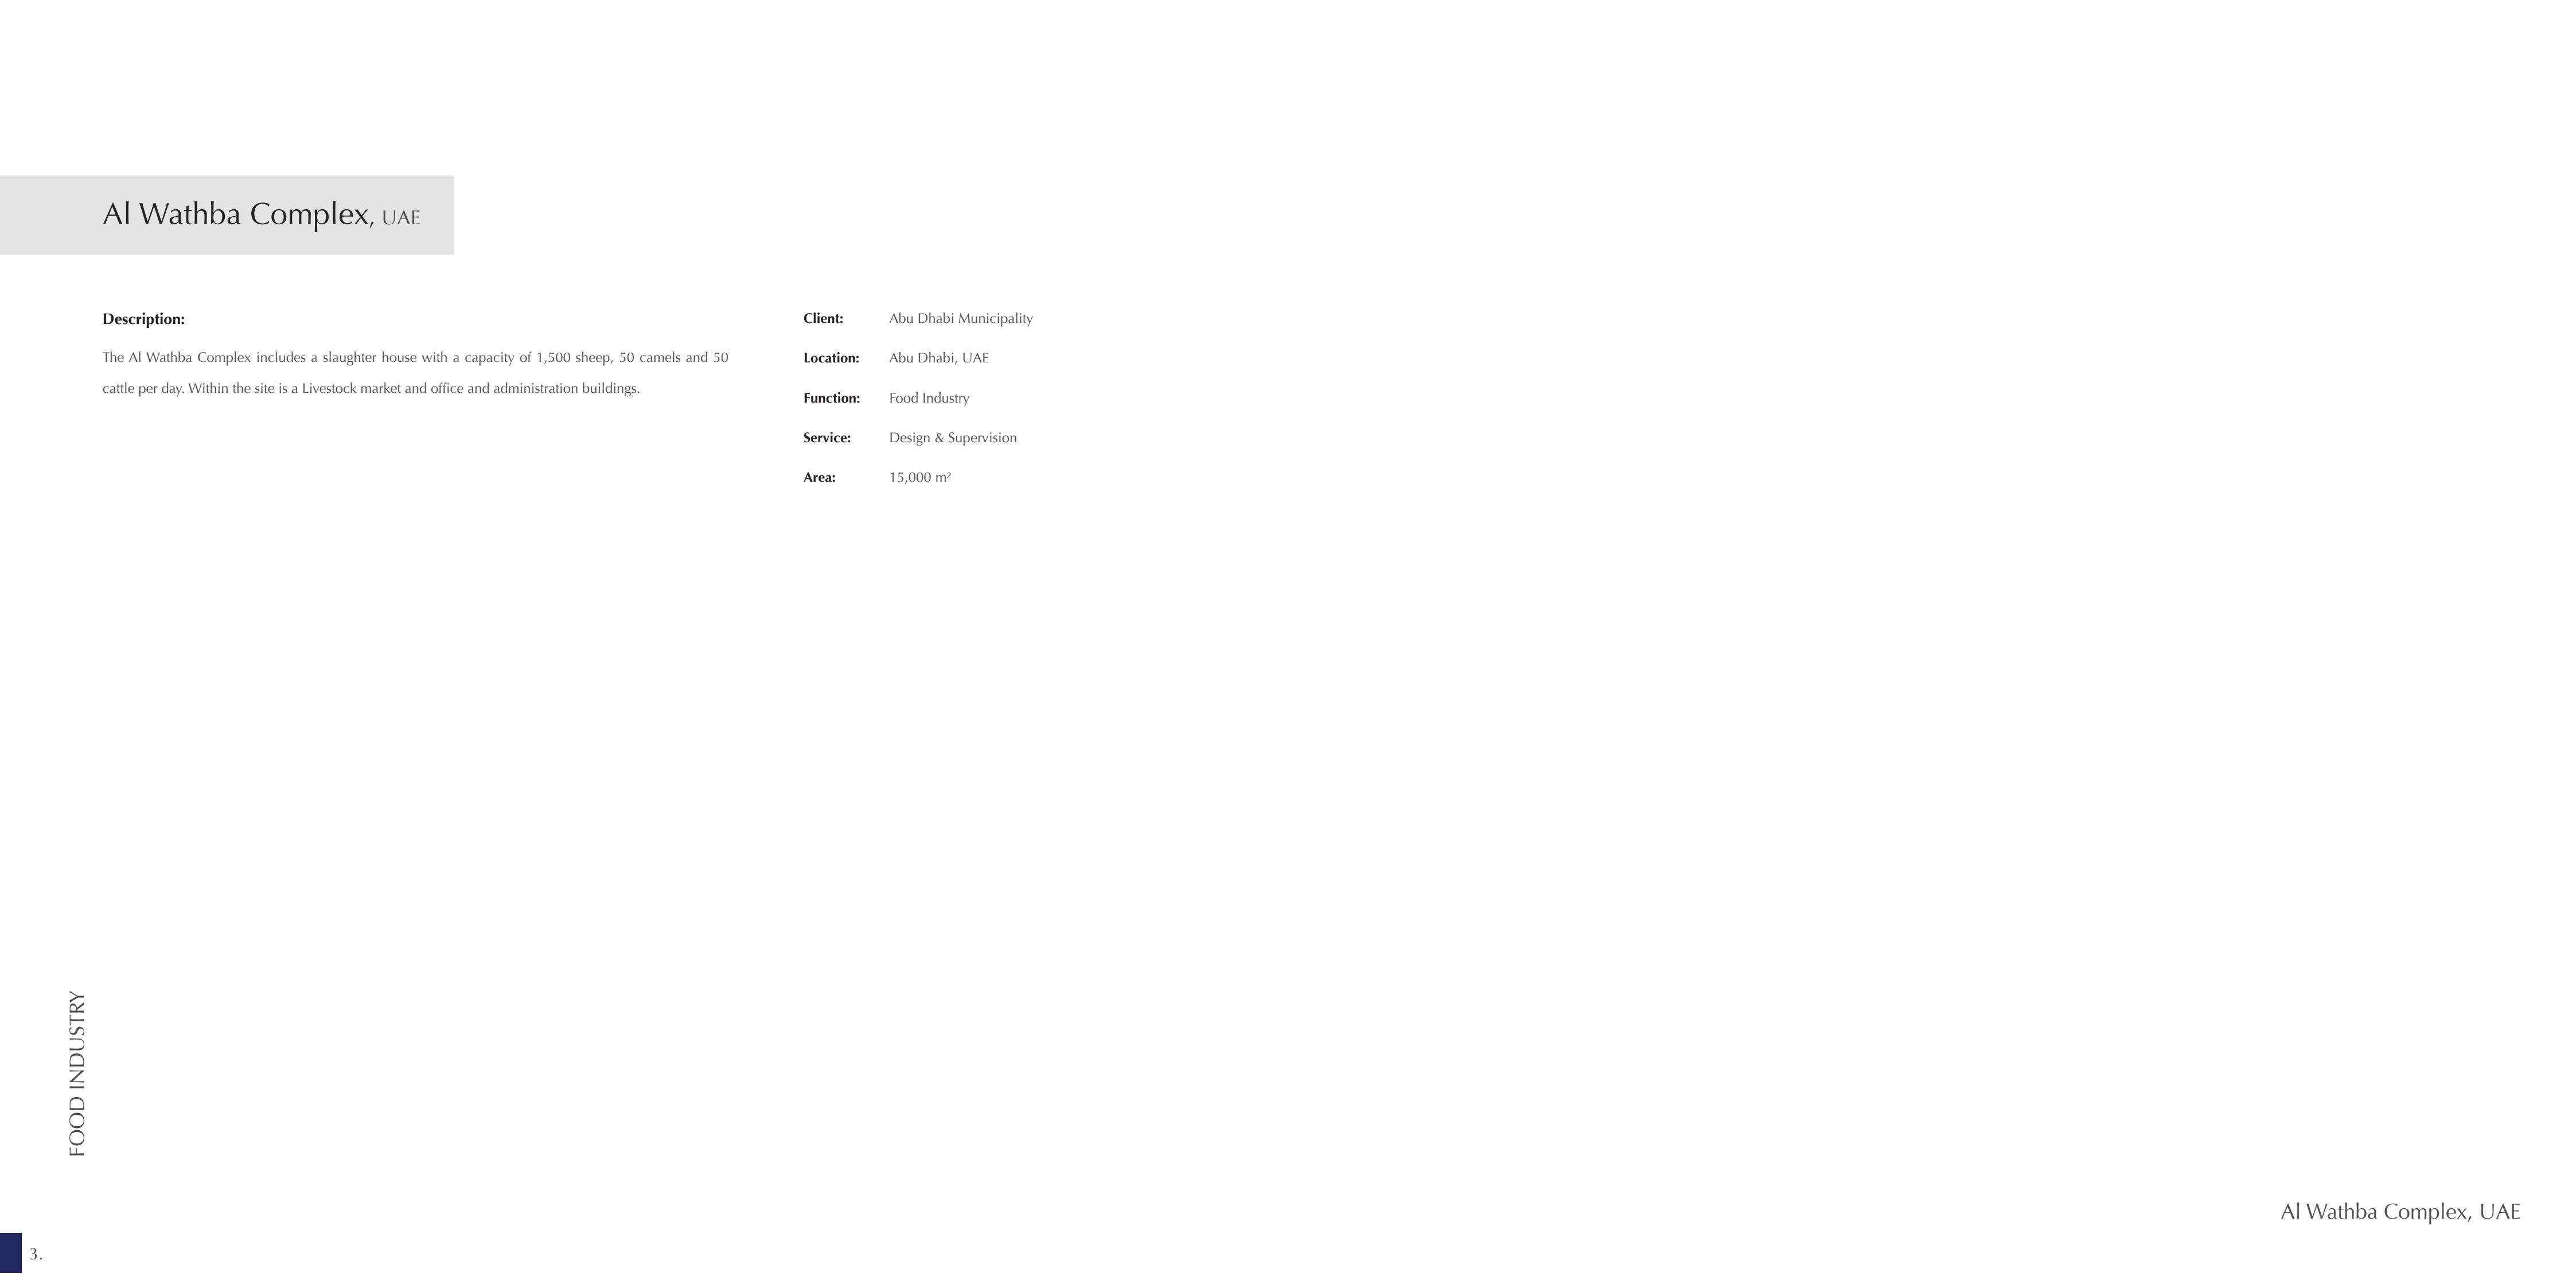 Al Wathba Complex, UAE
Description:
The Al Wathba Complex includes a slaughter house with a capacity of 1,500 sheep, 50 camels and 50
cattle per day. Within the site is a Livestock market and office and administration buildings.
Client: Abu Dhabi Municipality
Location: Abu Dhabi, UAE
Function: Food Industry
Service: Design & Supervision
Area: 15,000 m²
FOOD INDUSTRY
Al Wathba Complex, UAE
3.